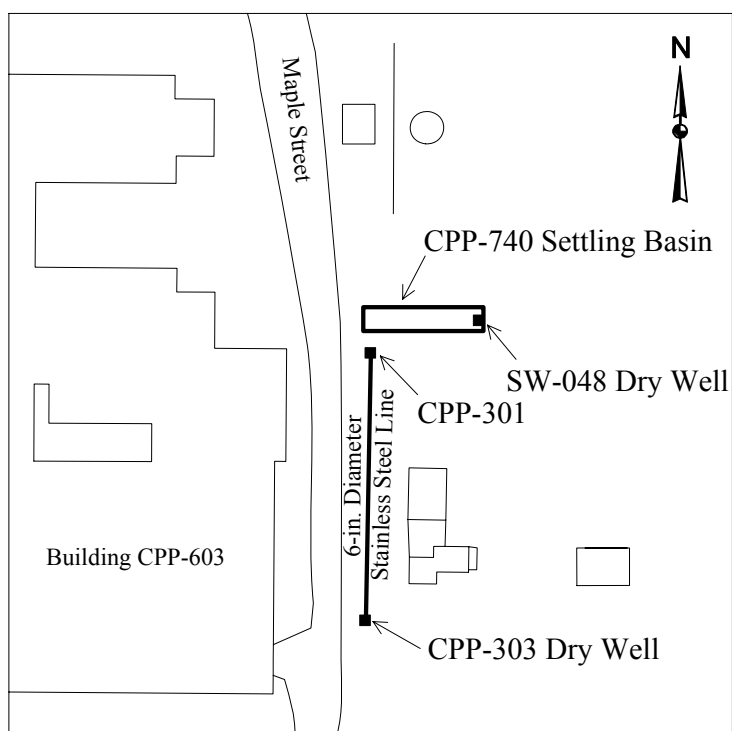 N
Maple Street
CPP-740 Settling Basin
SW-048 Dry Well
CPP-301
6-in. Diameter
Stainless Steel Line
Building CPP-603
CPP-303 Dry Well